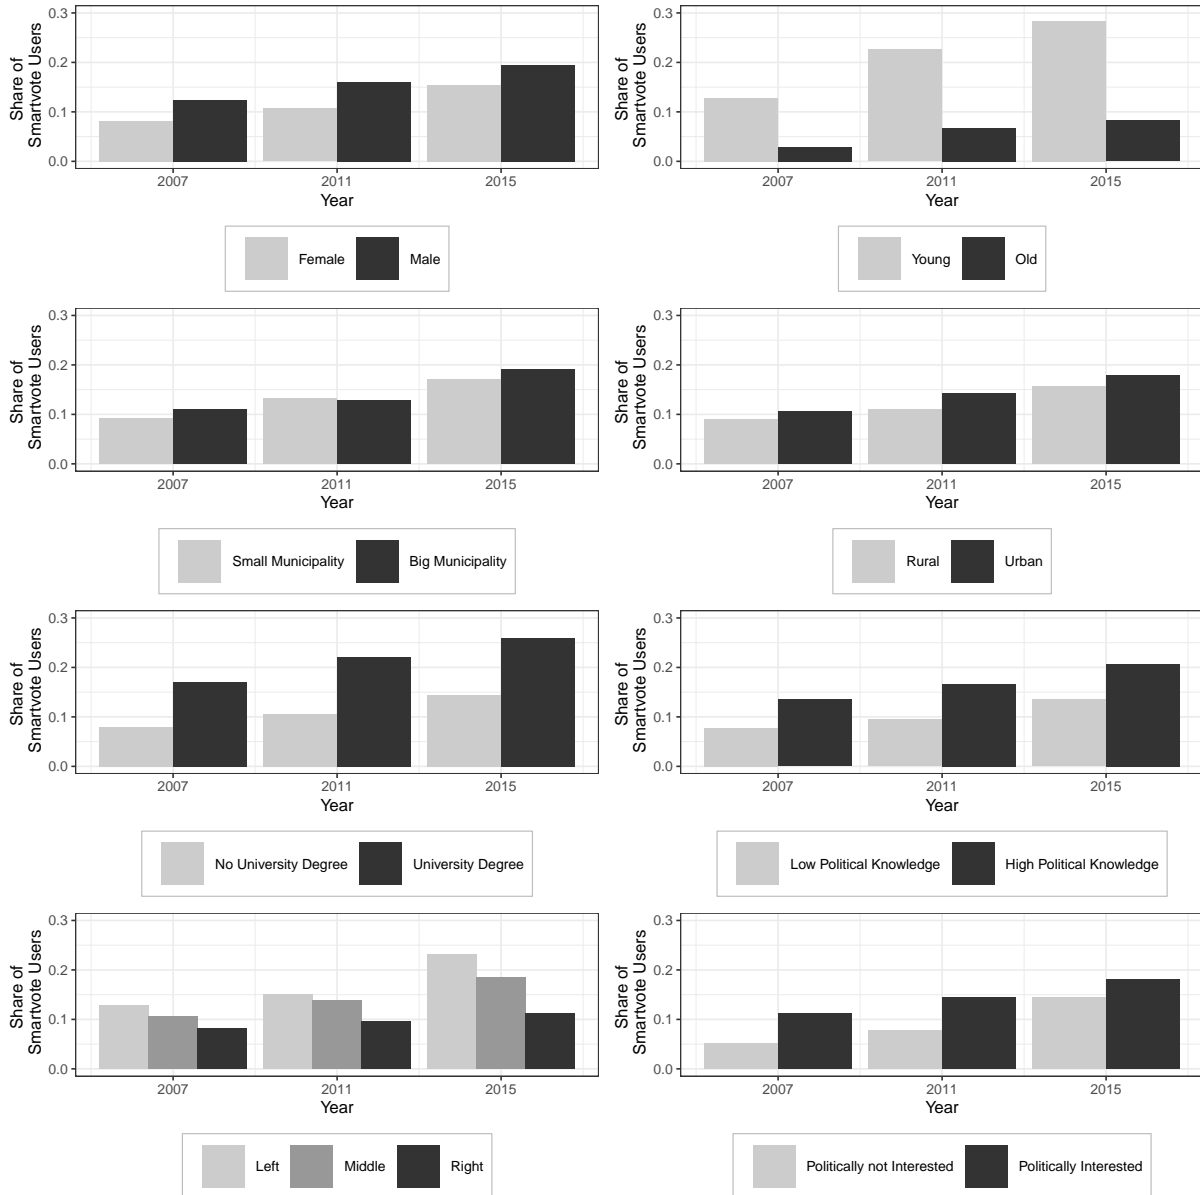 Share of
Smartvote Users
0.3
0.2
0.1
0.0
2007 2011 2015
Year
Female Male
Share of
Smartvote Users
0.3
0.2
0.1
0.0
2007 2011 2015
Year
Young Old
Share of
Smartvote Users
0.3
0.2
0.1
0.0
2007 2011 2015
Year
Small Municipality Big Municipality
Share of
Smartvote Users
0.3
0.2
0.1
0.0
2007 2011 2015
Year
Rural Urban
Share of
Smartvote Users
0.3
0.2
0.1
0.0
2007 2011 2015
Year
No University Degree University Degree
Share of
Smartvote Users
0.3
0.2
0.1
0.0
2007 2011 2015
Year
Low Political Knowledge High Political Knowledge
Share of
Smartvote Users
0.3
0.2
0.1
0.0
2007 2011 2015
Year
Left Middle Right
Share of
Smartvote Users
0.3
0.2
0.1
0.0
2007 2011 2015
Year
Politically not Interested Politically Interested